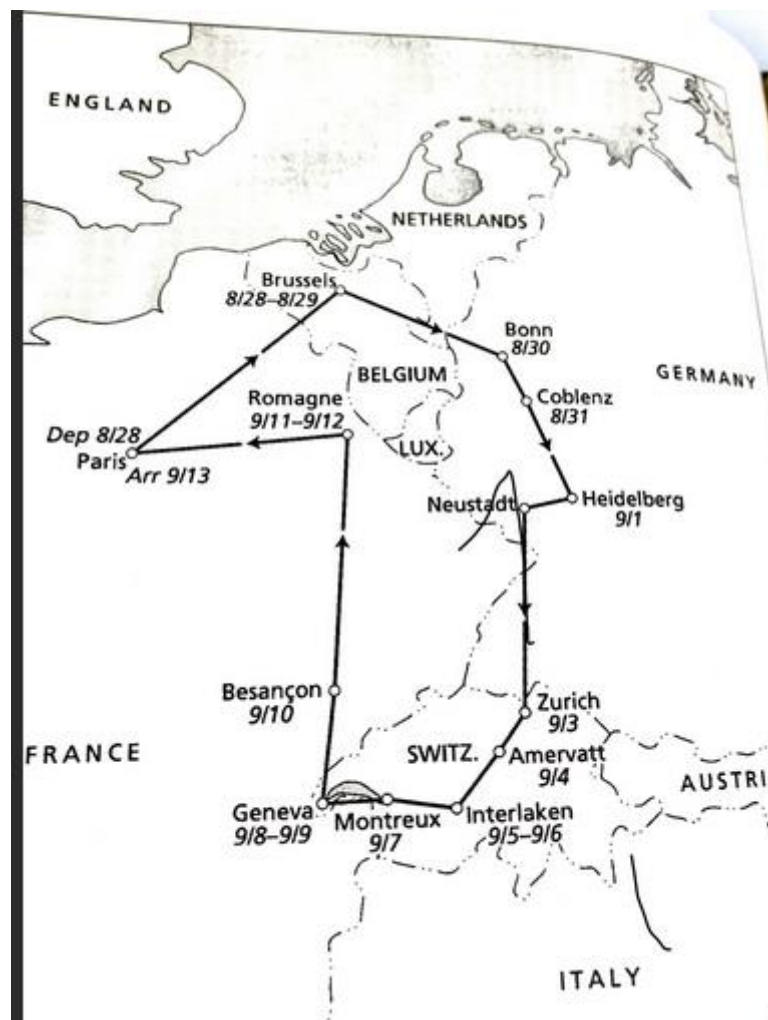 ENGLAND
NETHERLANDS
Brussels
8/28–8/29
Bonn
8/30
BELGIUM
GERMANY
Romagne
9/11–9/12
Coblenz
8/31
Dep 8/28
Paris
Arr 9/13
LUX.
Neustadt
Heidelberg
9/1
Besançon
9/10
Zurich
9/3
FRANCE
SWITZ.
Amervatt
9/4
AUSTRI
Geneva
9/8–9/9
Montreux
9/7
Interlaken
9/5–9/6
ITALY